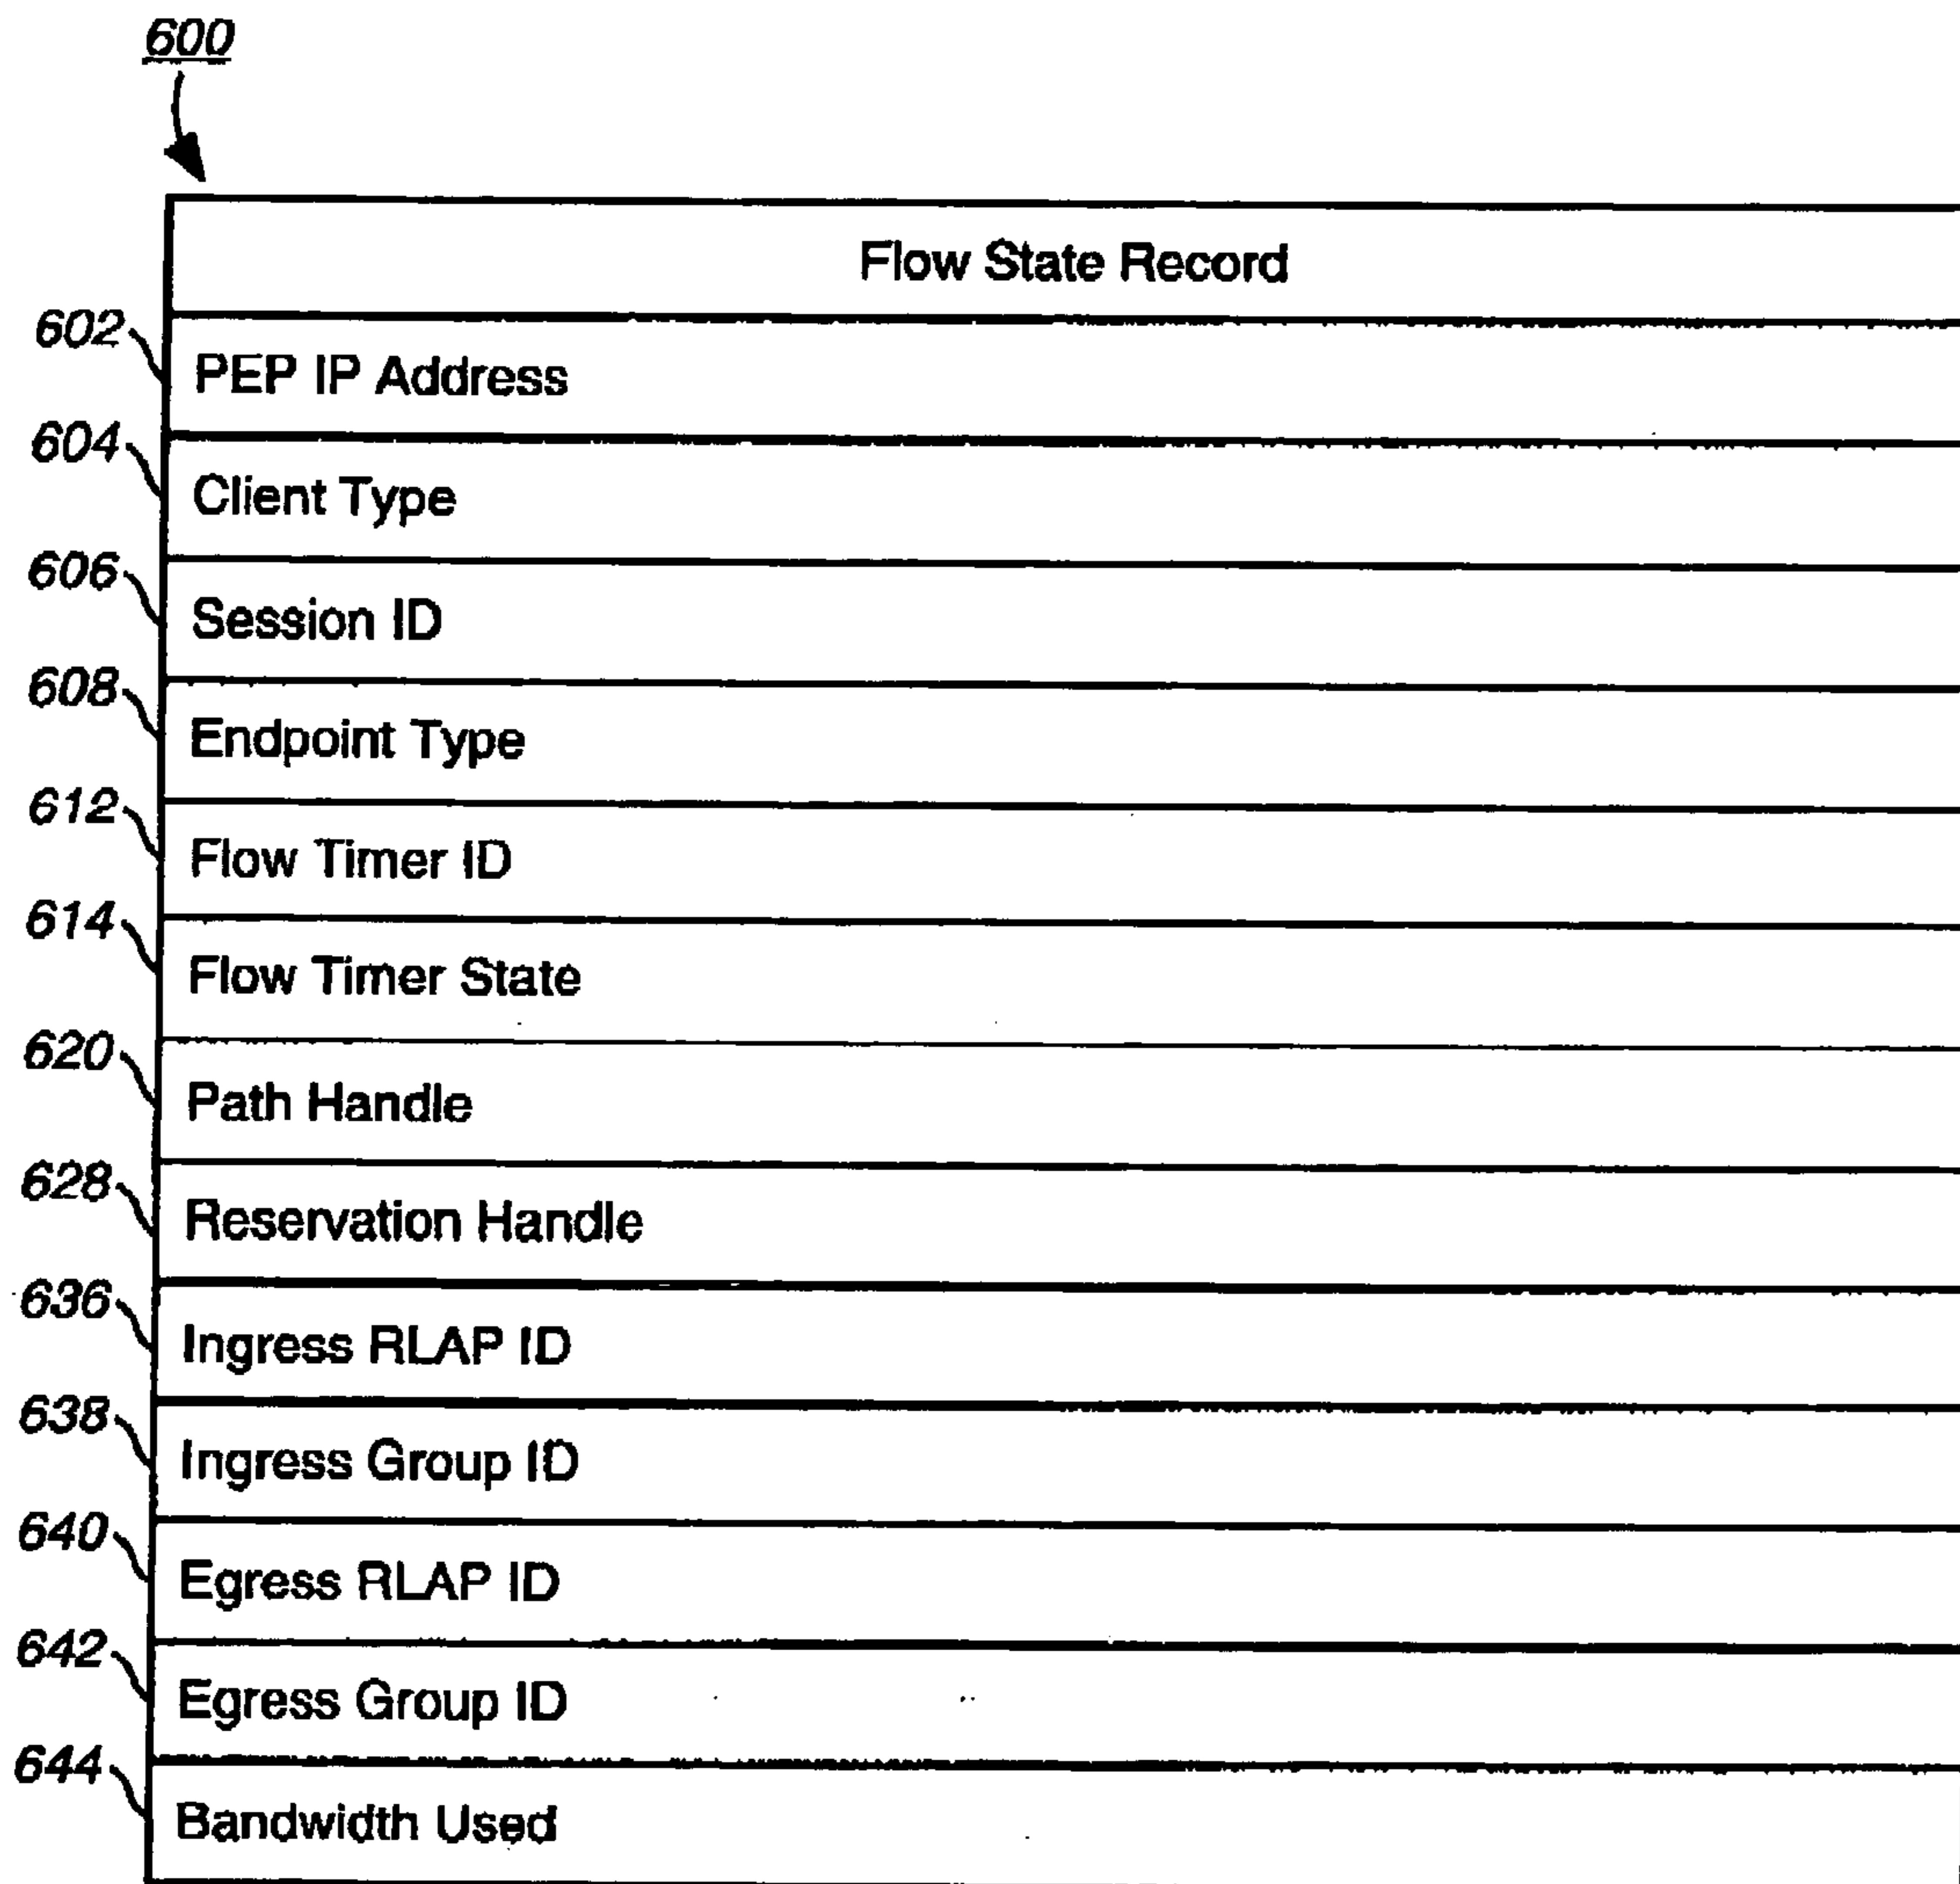 600
Flow State Record
602 PEP IP Address
604 Client Type
606 Session ID
608 Endpoint Type
612 Flow Timer ID
614 Flow Timer State
620 Path Handle
628 Reservation Handle
636 Ingress RLAP ID
638 Ingress Group ID
640 Egress RLAP ID
642 Egress Group ID
644 Bandwidth Used